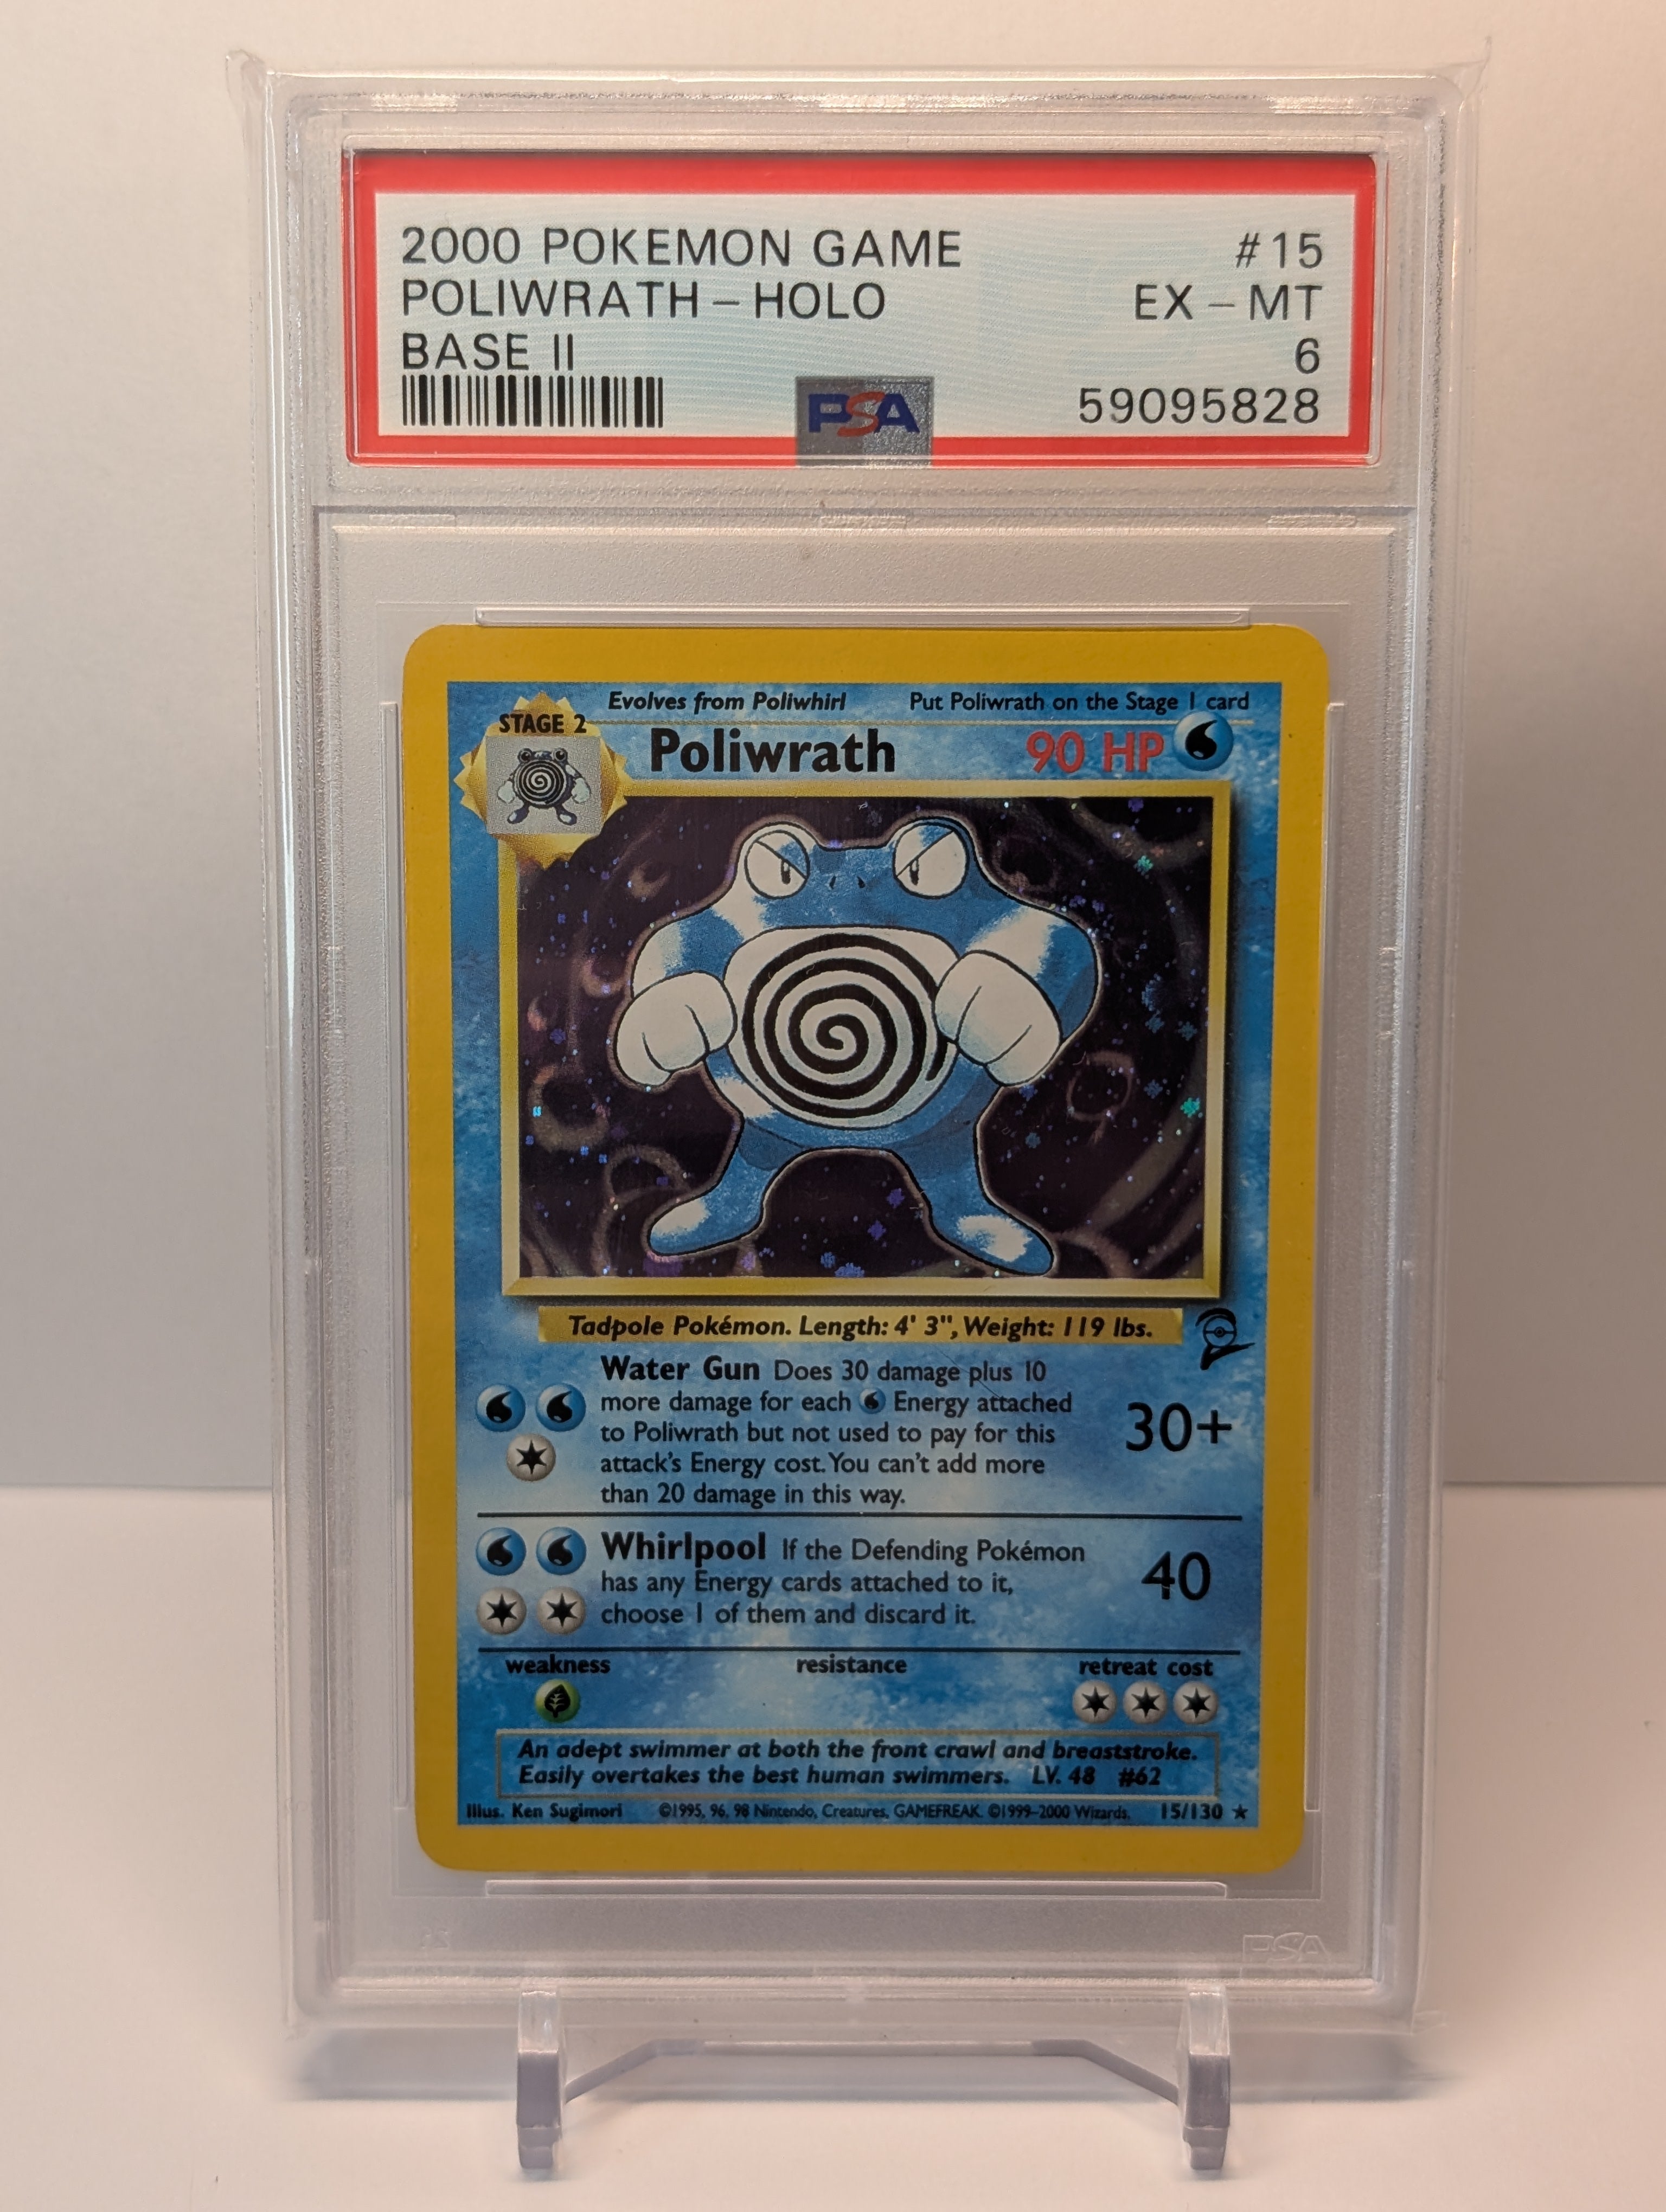 2000 POKEMON GAME #15
POLIWRATH - HOLO EX - MT
BASE II 6
PSA 59095828
Evolves from Poliwhirl Put Poliwrath on the Stage 1 card
STAGE 2
Poliwrath 90 HP
Tadpole Pokémon. Length: 4' 3", Weight: 119 lbs.
Water Gun Does 30 damage plus 10
more damage for each Energy attached
to Poliwrath but not used to pay for this
attack's Energy cost. You can't add more
than 20 damage in this way.
30+
Whirlpool If the Defending Pokémon
has any Energy cards attached to it,
choose 1 of them and discard it.
40
weakness resistance retreat cost
An adept swimmer at both the front crawl and breaststroke.
Easily overtakes the best human swimmers. LV. 48 #62
Illus. Ken Sugimori ©1995, 96, 98 Nintendo, Creatures, GAMEFREAK. ©1999-2000 Wizards. 15/130 ★
PSA